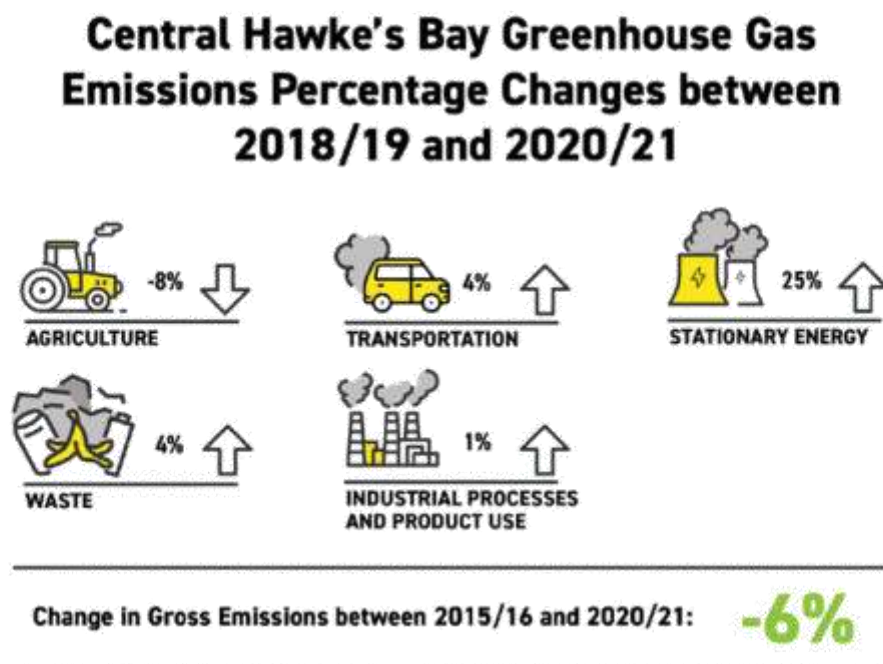 Central Hawke's Bay Greenhouse Gas
Emissions Percentage Changes between
2018/19 and 2020/21
-8%
AGRICULTURE
4%
TRANSPORTATION
25%
STATIONARY ENERGY
4%
WASTE
1%
INDUSTRIAL PROCESSES
AND PRODUCT USE
Change in Gross Emissions between 2015/16 and 2020/21: -6%